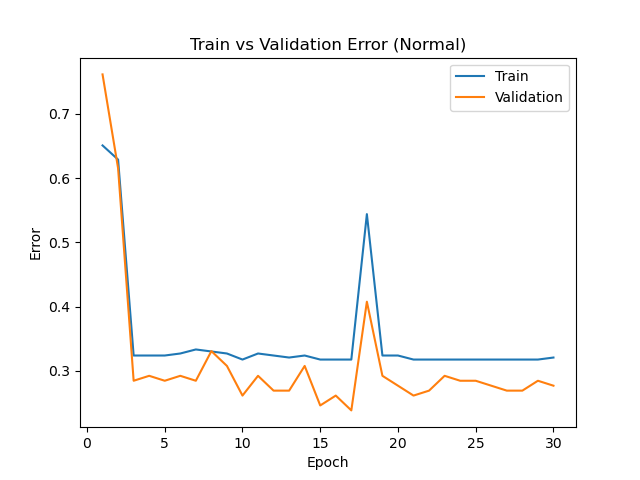 Train vs Validation Error (Normal)
Train
Validation
Error
0.7
0.6
0.5
0.4
0.3
0 5 10 15 20 25 30
Epoch